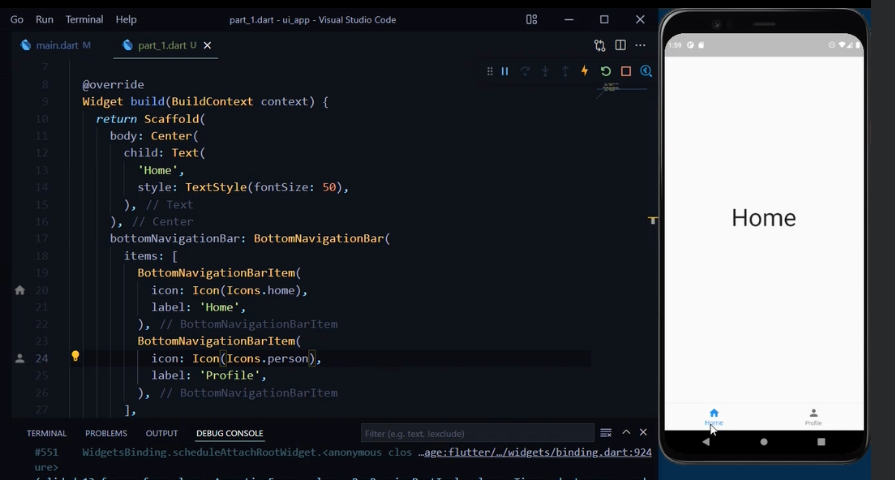 Go Run Terminal Help part_1.dart - ui_app - Visual Studio Code
main.dart M part_1.dart U
7
8 @override
9 Widget build(BuildContext context) {
10 return Scaffold(
11 body: Center(
12 child: Text(
13 'Home',
14 style: TextStyle(fontSize: 50),
15 ), // Text
16 ), // Center
17 bottomNavigationBar: BottomNavigationBar(
18 items: [
19 BottomNavigationBarItem(
20 icon: Icon(Icons.home),
21 label: 'Home',
22 ), // BottomNavigationBarItem
23 BottomNavigationBarItem(
24 icon: Icon(Icons.person),
25 label: 'Profile',
26 ), // BottomNavigationBarItem
27 ],
TERMINAL PROBLEMS OUTPUT DEBUG CONSOLE Filter (e.g. text, !exclude)
#551 WidgetsBinding.scheduleAttachRootWidget.<anonymous clos …age:flutter/…/widgets/binding.dart:924
ure>
1:59
Home
Home Profile